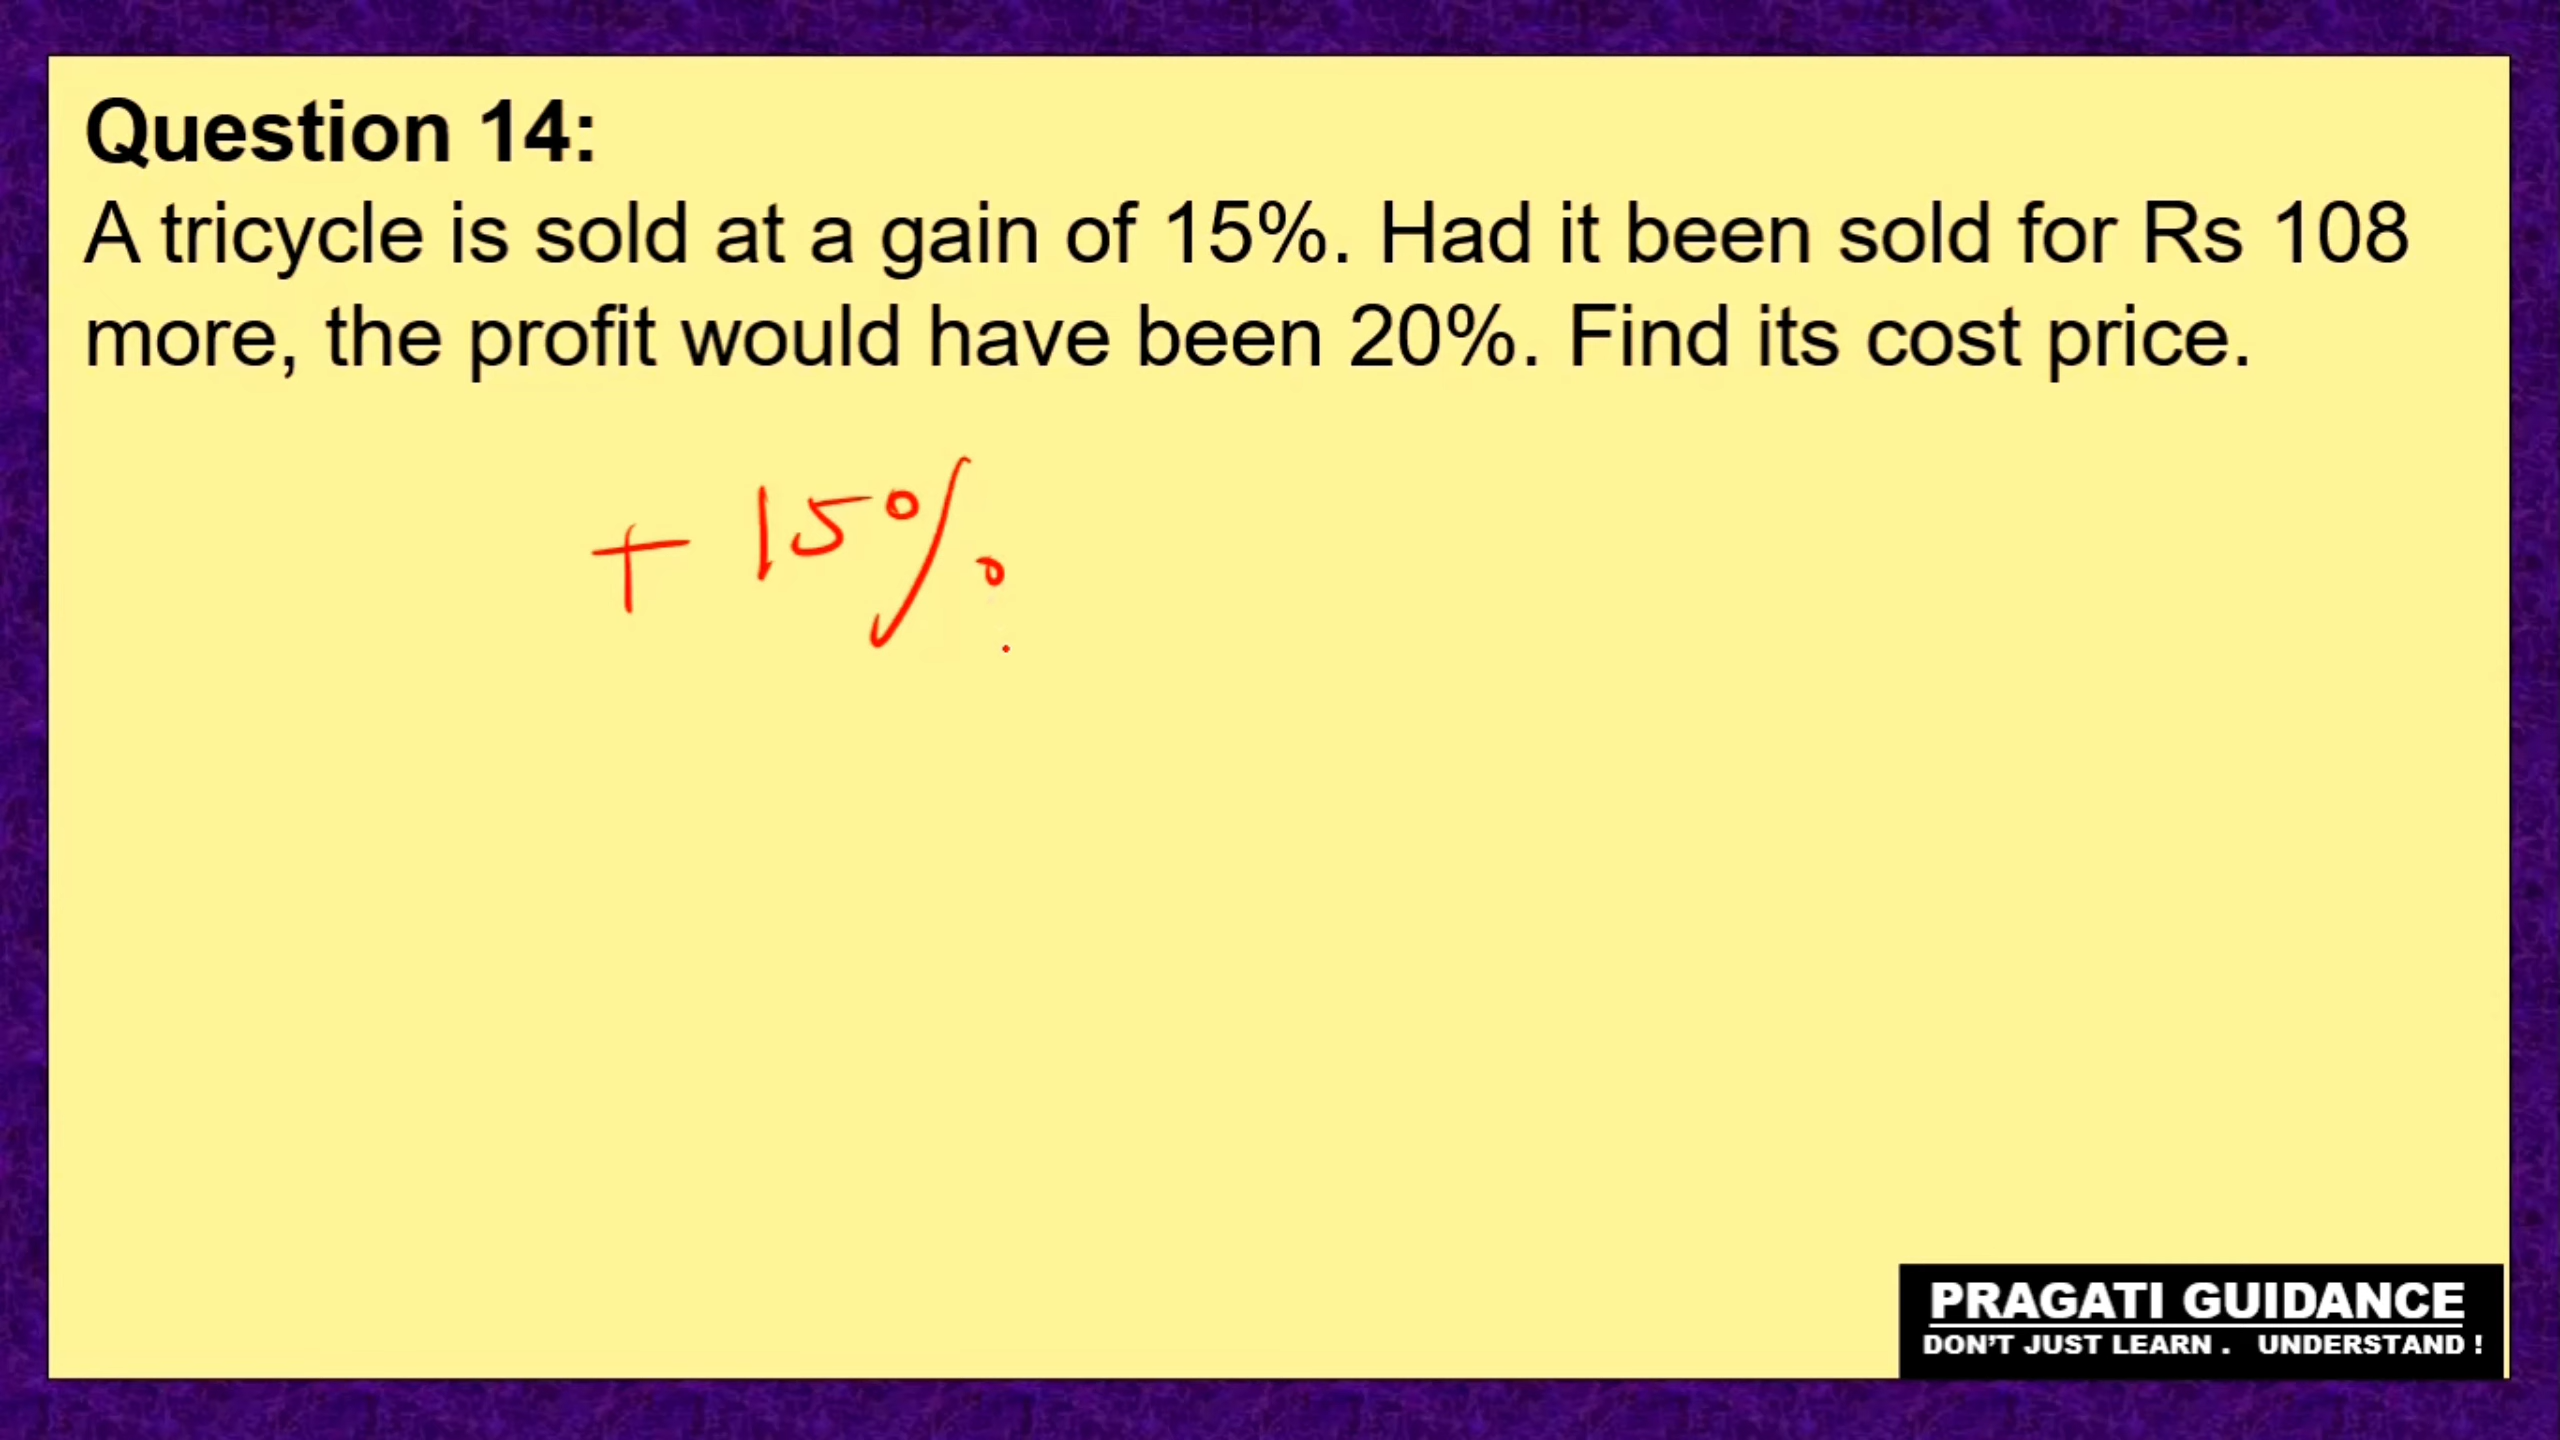 Question 14:
A tricycle is sold at a gain of 15%. Had it been sold for Rs 108
more, the profit would have been 20%. Find its cost price.
+ 15%
PRAGATI GUIDANCE
DON'T JUST LEARN . UNDERSTAND !